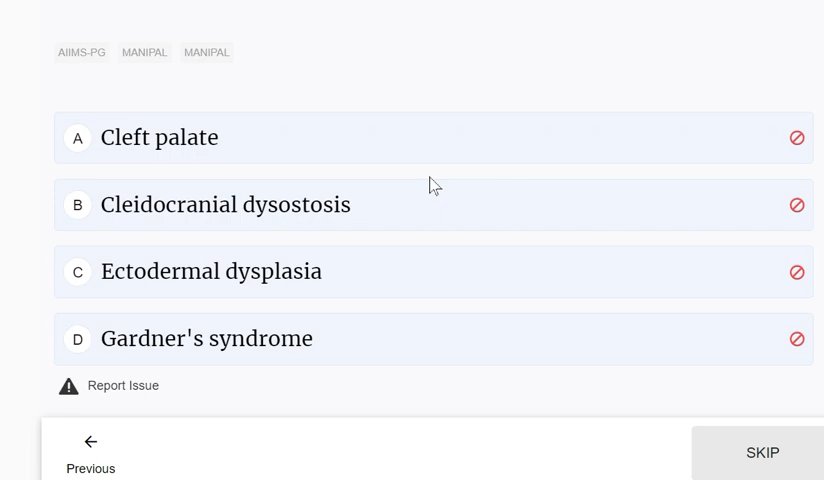 AIIMS-PG MANIPAL MANIPAL
A Cleft palate
B Cleidocranial dysostosis
C Ectodermal dysplasia
D Gardner's syndrome
Report Issue
SKIP
Previous